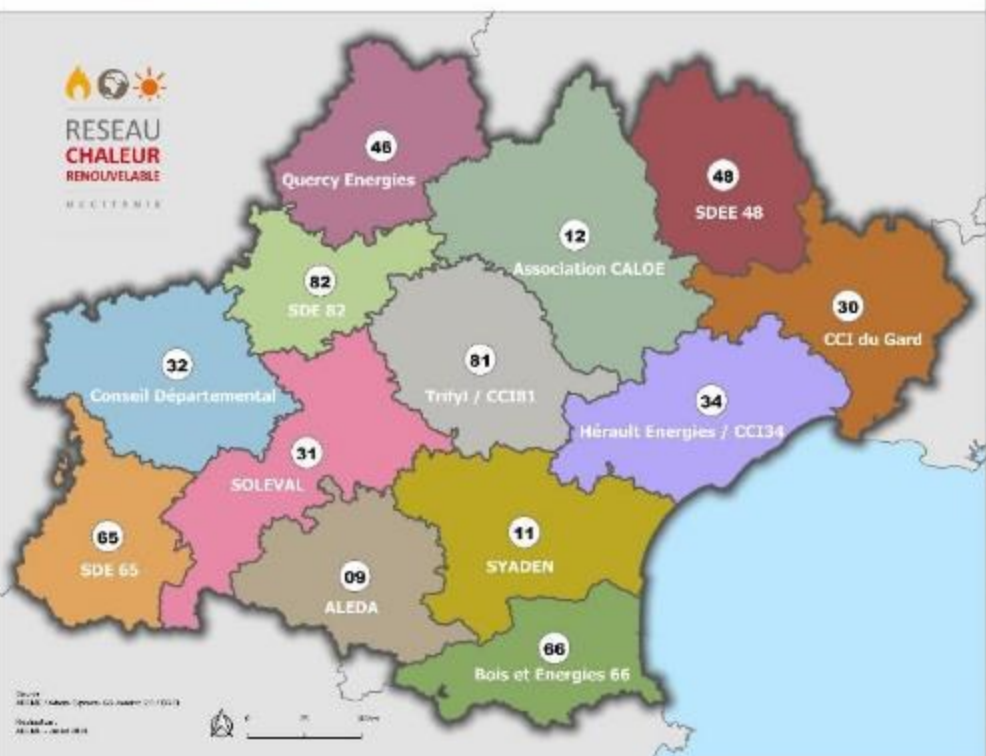 RESEAU
CHALEUR
RENOUVELABLE
OCCITANIE
46
Quercy Energies
48
SDEE 48
12
Association CALOE
82
SDE 82
30
CCI du Gard
32
Conseil Départemental
81
Trifyl / CCI81
34
Hérault Energies / CCI34
31
SOLEVAL
65
SDE 65
11
SYADEN
09
ALEDA
66
Bois et Energies 66
0